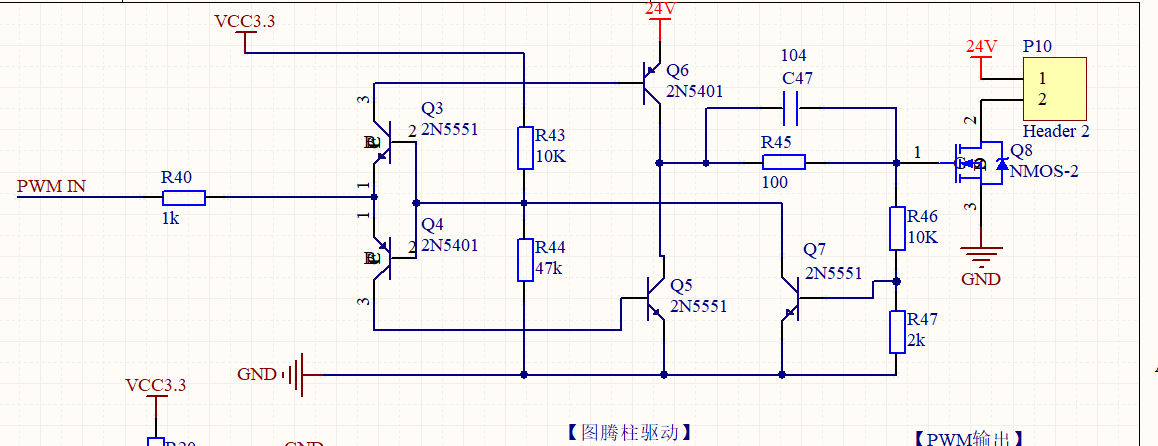 VCC3.3
24V
24V
P10
Q6
2N5401
104
C47
1
2
Header 2
3
Q3
2N5551
2
1
R43
10K
R45
100
2
1
Q8
NMOS-2
3
PWM IN
R40
1k
1
Q4
2N5401
2
3
R44
47k
R46
10K
GND
Q7
2N5551
Q5
2N5551
R47
2k
GND
VCC3.3
【图腾柱驱动】
【PWM输出】